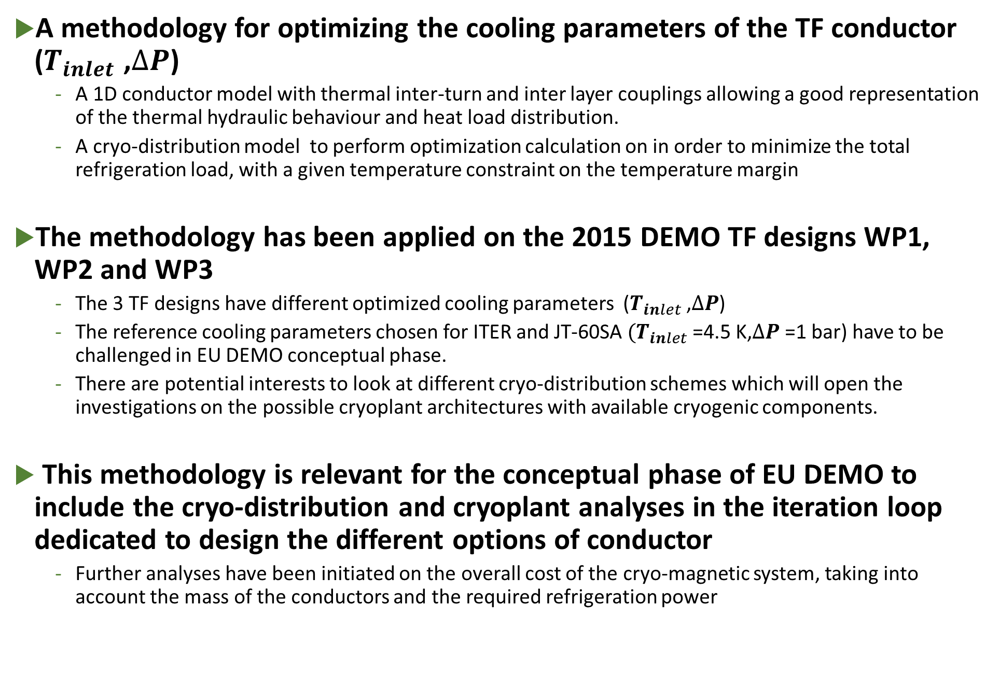 A methodology for optimizing the cooling parameters of the TF conductor
(T_inlet ,ΔP)
- A 1D conductor model with thermal inter-turn and inter layer couplings allowing a good representation
of the thermal hydraulic behaviour and heat load distribution.
- A cryo-distribution model to perform optimization calculation on in order to minimize the total
refrigeration load, with a given temperature constraint on the temperature margin
The methodology has been applied on the 2015 DEMO TF designs WP1,
WP2 and WP3
- The 3 TF designs have different optimized cooling parameters (T_inlet ,ΔP)
- The reference cooling parameters chosen for ITER and JT-60SA (T_inlet =4.5 K,ΔP =1 bar) have to be
challenged in EU DEMO conceptual phase.
- There are potential interests to look at different cryo-distribution schemes which will open the
investigations on the possible cryoplant architectures with available cryogenic components.
This methodology is relevant for the conceptual phase of EU DEMO to
include the cryo-distribution and cryoplant analyses in the iteration loop
dedicated to design the different options of conductor
- Further analyses have been initiated on the overall cost of the cryo-magnetic system, taking into
account the mass of the conductors and the required refrigeration power